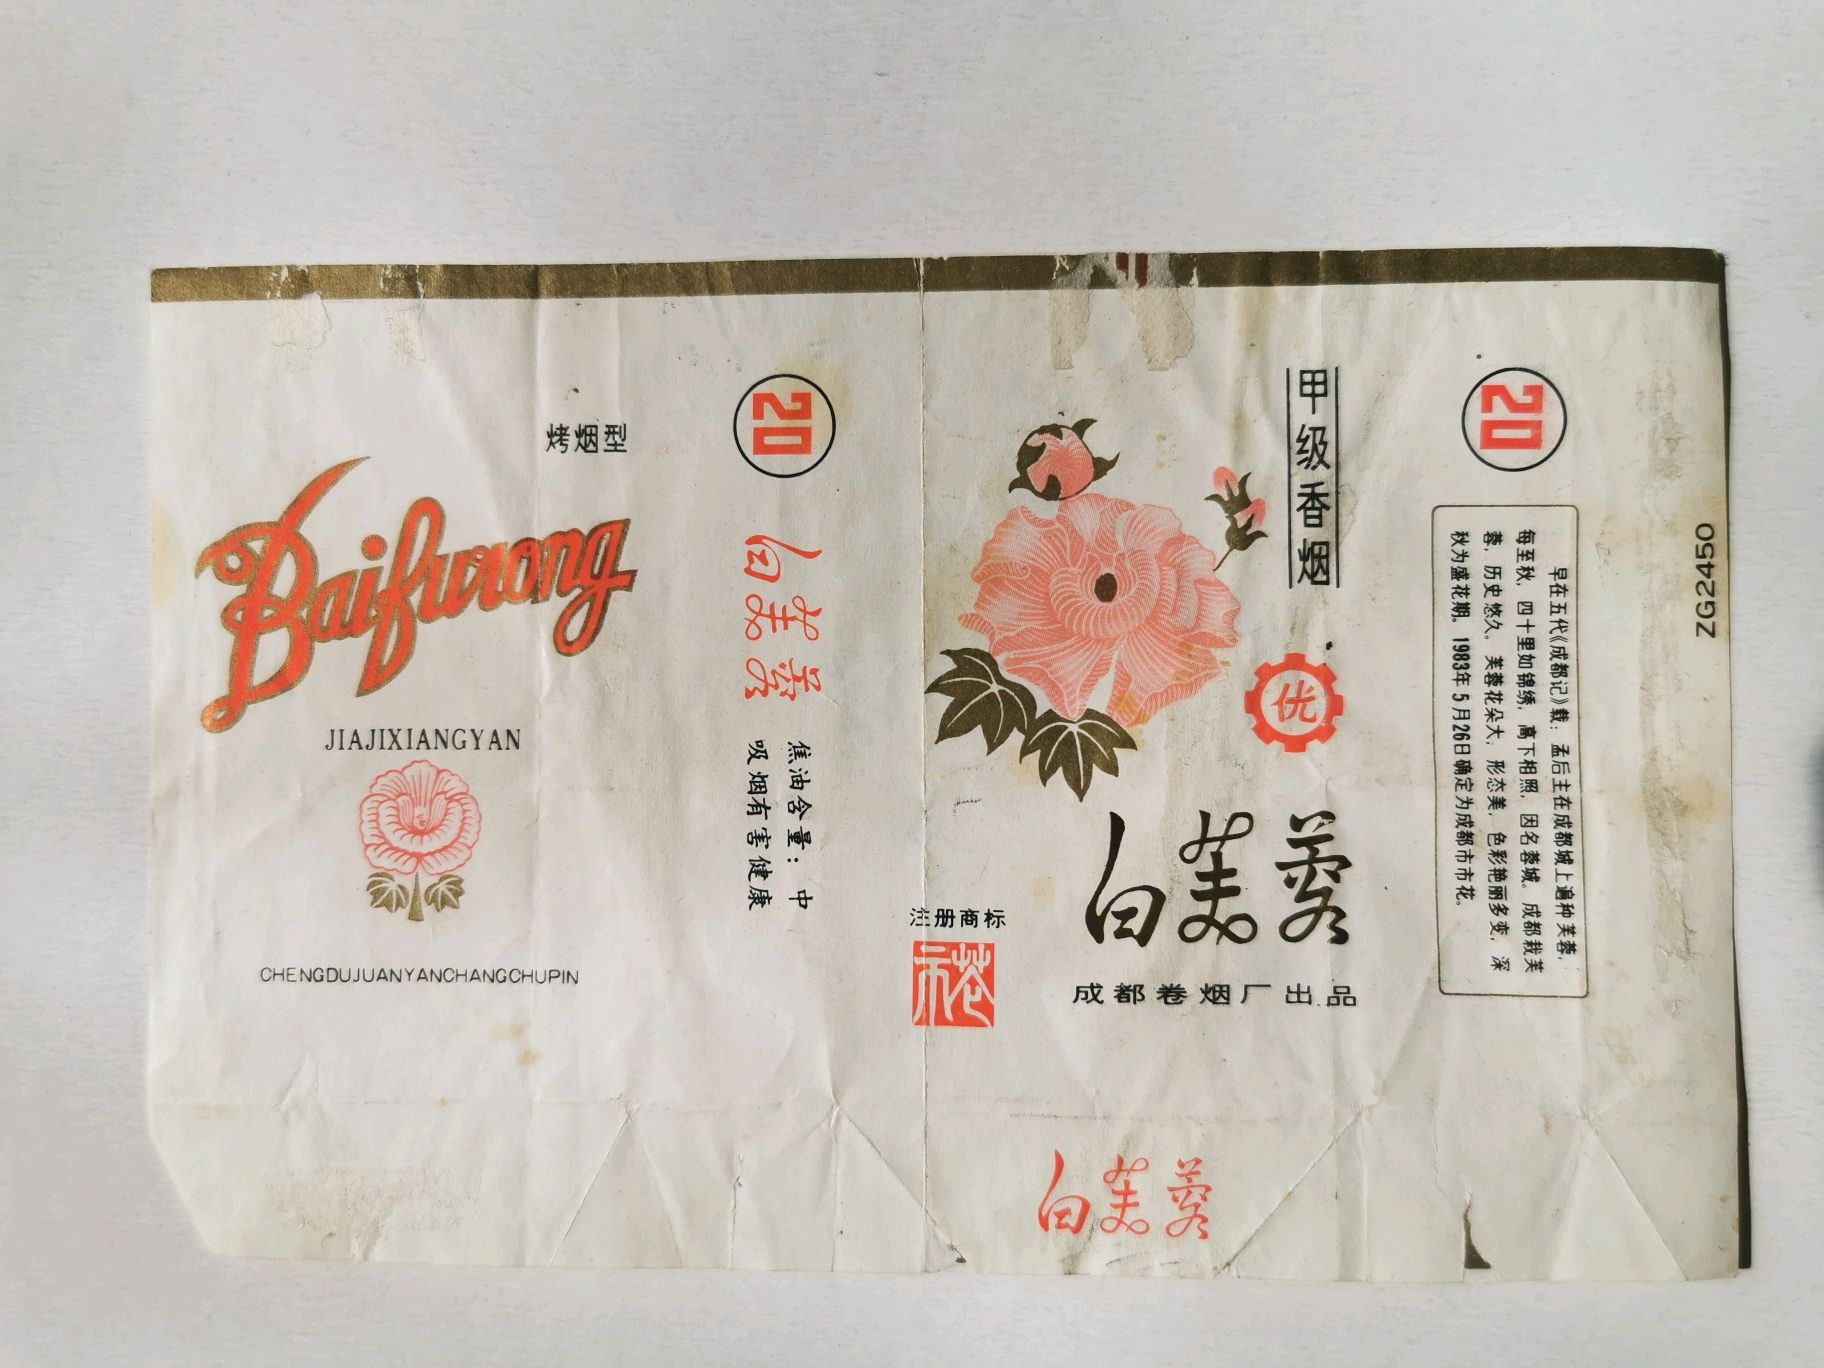 烤烟型
Baifurong
JIAJIXIANGYAN
CHENGDUJUANYANCHANGCHUPIN
20
白芙蓉
焦油含量：中
吸烟有害健康
甲级香烟
优
白芙蓉
注册商标
成都卷烟厂出品
白芙蓉
20
早在五代《成都记》载：孟后主在成都城上遍种芙蓉，
每至秋，四十里如锦绣，高下相照，因名蓉城。成都栽芙
蓉，历史悠久。芙蓉花朵大，形态美，色彩艳丽多变，深
秋为盛花期。1983年5月26日确定为成都市市花。
ZG22450